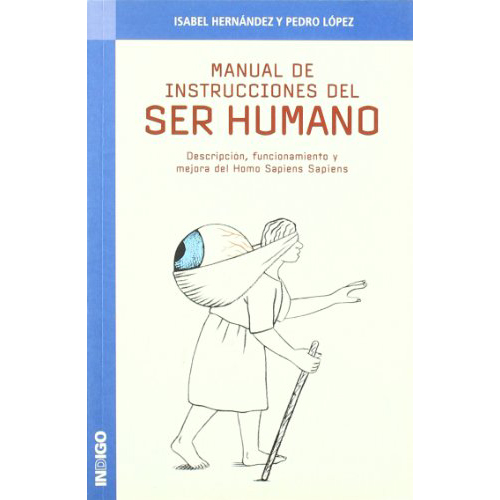 ISABEL HERNÁNDEZ Y PEDRO LÓPEZ
MANUAL DE
INSTRUCCIONES DEL
SER HUMANO
Descripción, funcionamiento y
mejora del Homo Sapiens Sapiens
INDIGO